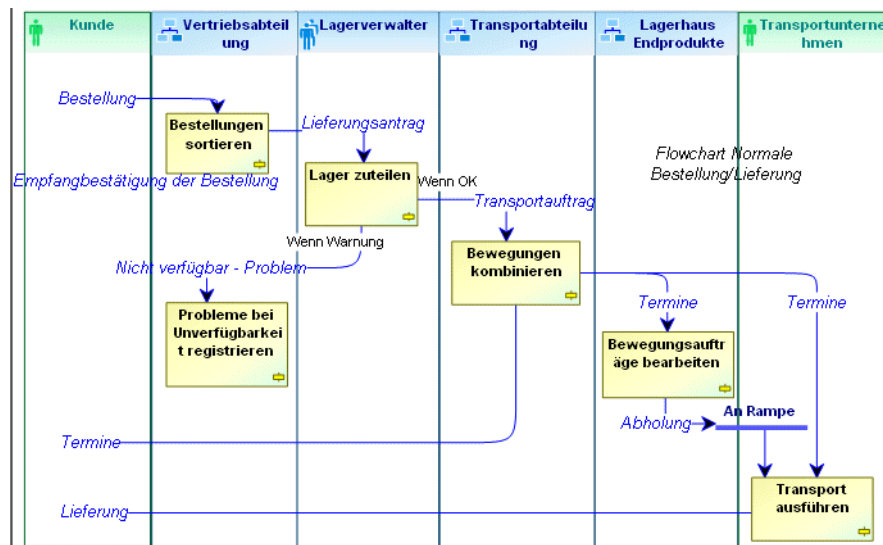 Kunde
Vertriebsabteil
ung
Lagerverwalter
Transportabteilu
ng
Lagerhaus
Endprodukte
Transportunterne
hmen
Bestellung
Bestellungen
sortieren
Lieferungsantrag
Flowchart Normale
Bestellung/Lieferung
Empfangbestätigung der Bestellung
Lager zuteilen
Wenn OK
Transportauftrag
Wenn Warnung
Nicht verfügbar - Problem
Bewegungen
kombinieren
Termine
Termine
Probleme bei
Unverfügbarkei
t registrieren
Bewegungsauftr
äge bearbeiten
Abholung
An Rampe
Termine
Transport
ausführen
Lieferung